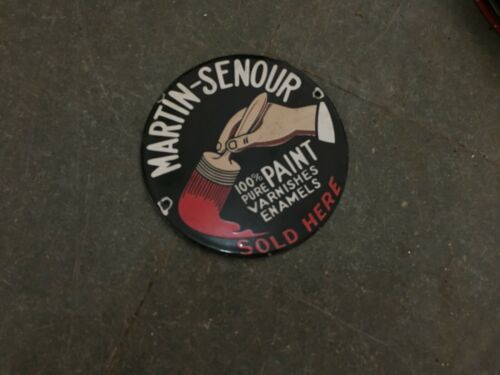 MARTIN-SENOUR
100%
PURE
PAINT
VARNISHES
ENAMELS
SOLD HERE